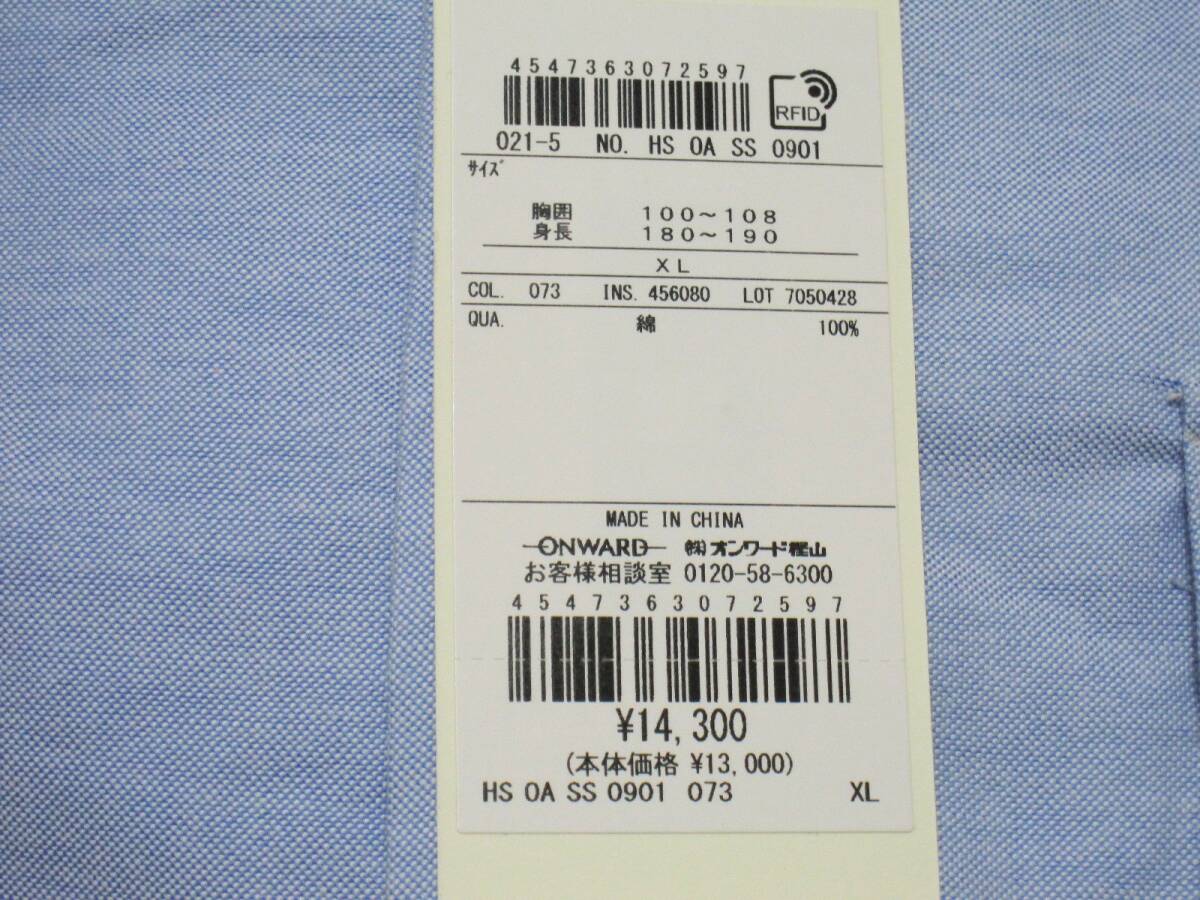 4547363072597
RFID
021-5 NO. HS 0A SS 0901
ｻｲｽﾞ
胸囲 100～108
身長 180～190
XL
COL. 073 INS. 456080 LOT 7050428
QUA. 綿 100%
MADE IN CHINA
ONWARD ㈱オンワード樫山
お客様相談室 0120-58-6300
4547363072597
¥14,300
(本体価格 ¥13,000)
HS 0A SS 0901 073 XL